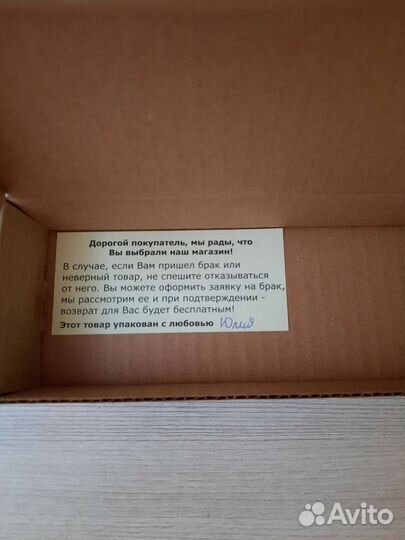 Дорогой покупатель, мы рады, что
Вы выбрали наш магазин!
В случае, если Вам пришел брак или
неверный товар, не спешите отказываться
от него. Вы можете оформить заявку на брак,
мы рассмотрим ее и при подтверждении -
возврат для Вас будет бесплатным!
Этот товар упакован с любовью Юлия
Avito